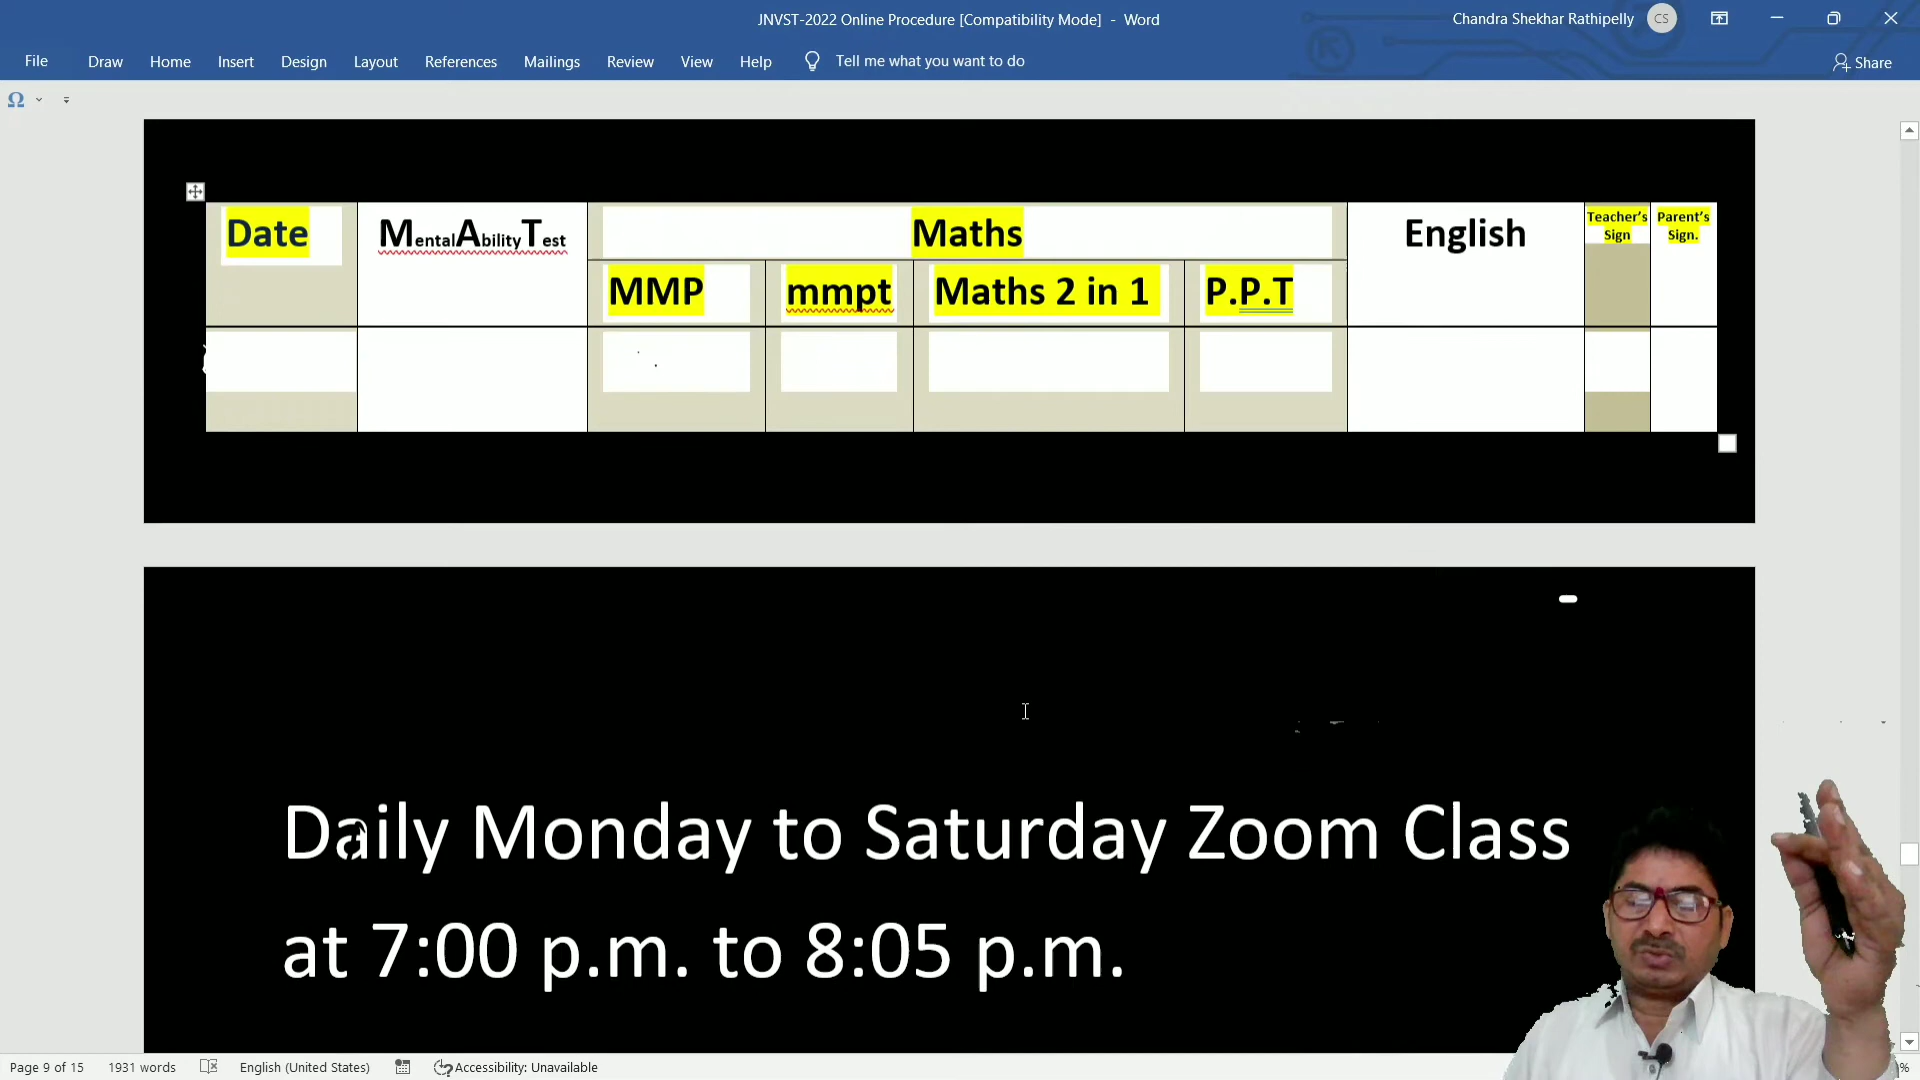 JNVST-2022 Online Procedure [Compatibility Mode] - Word
Chandra Shekhar Rathipelly
CS
File Draw Home Insert Design Layout References Mailings Review View Help Tell me what you want to do
Share
Date
MentalAbilityTest
Maths
English
Teacher's Sign
Parent's Sign.
MMP
mmpt
Maths 2 in 1
P.P.T
Daily Monday to Saturday Zoom Class
at 7:00 p.m. to 8:05 p.m.
Page 9 of 15 1931 words English (United States) Accessibility: Unavailable
%